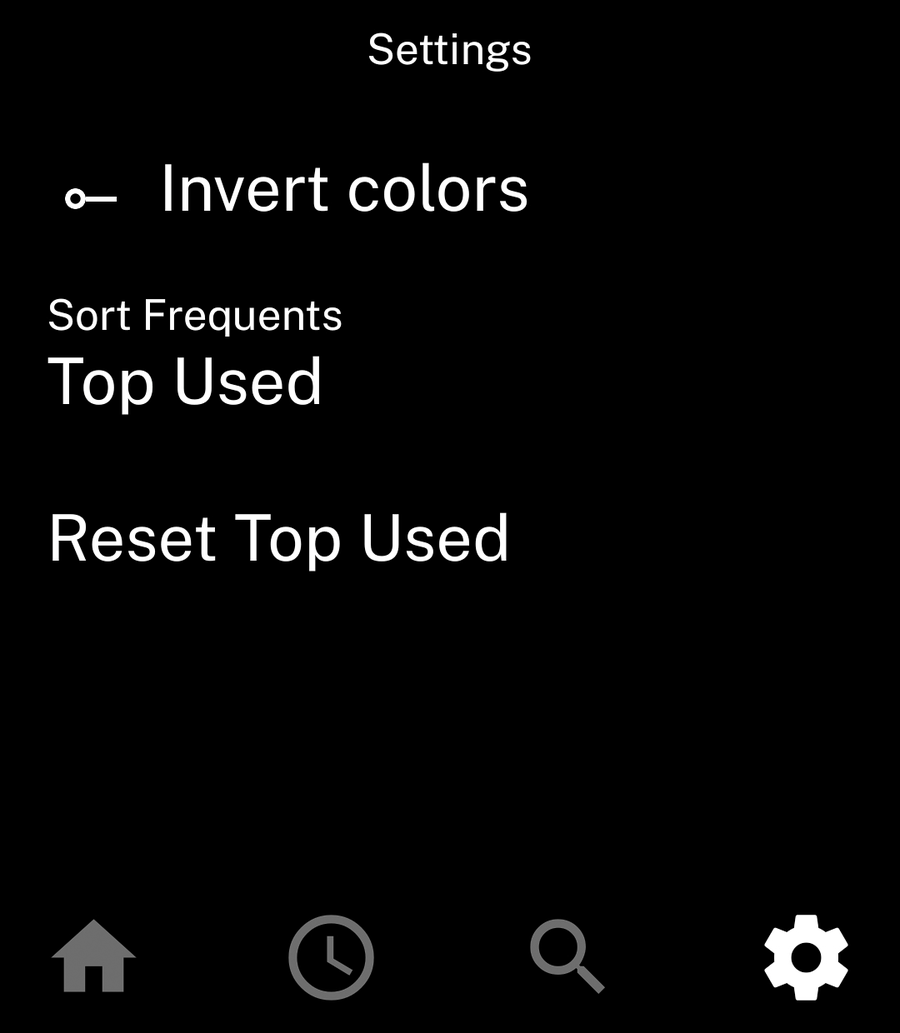 Settings
Invert colors
Sort Frequents
Top Used
Reset Top Used